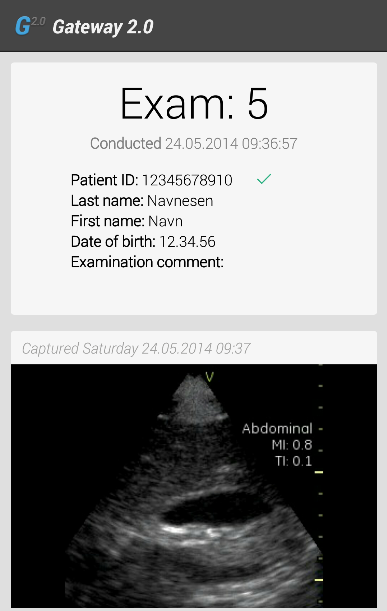 G2.0 Gateway 2.0
Exam: 5
Conducted 24.05.2014 09:36:57
Patient ID: 12345678910
Last name: Navnesen
First name: Navn
Date of birth: 12.34.56
Examination comment:
Captured Saturday 24.05.2014 09:37
V
Abdominal
MI: 0.8
TI: 0.1